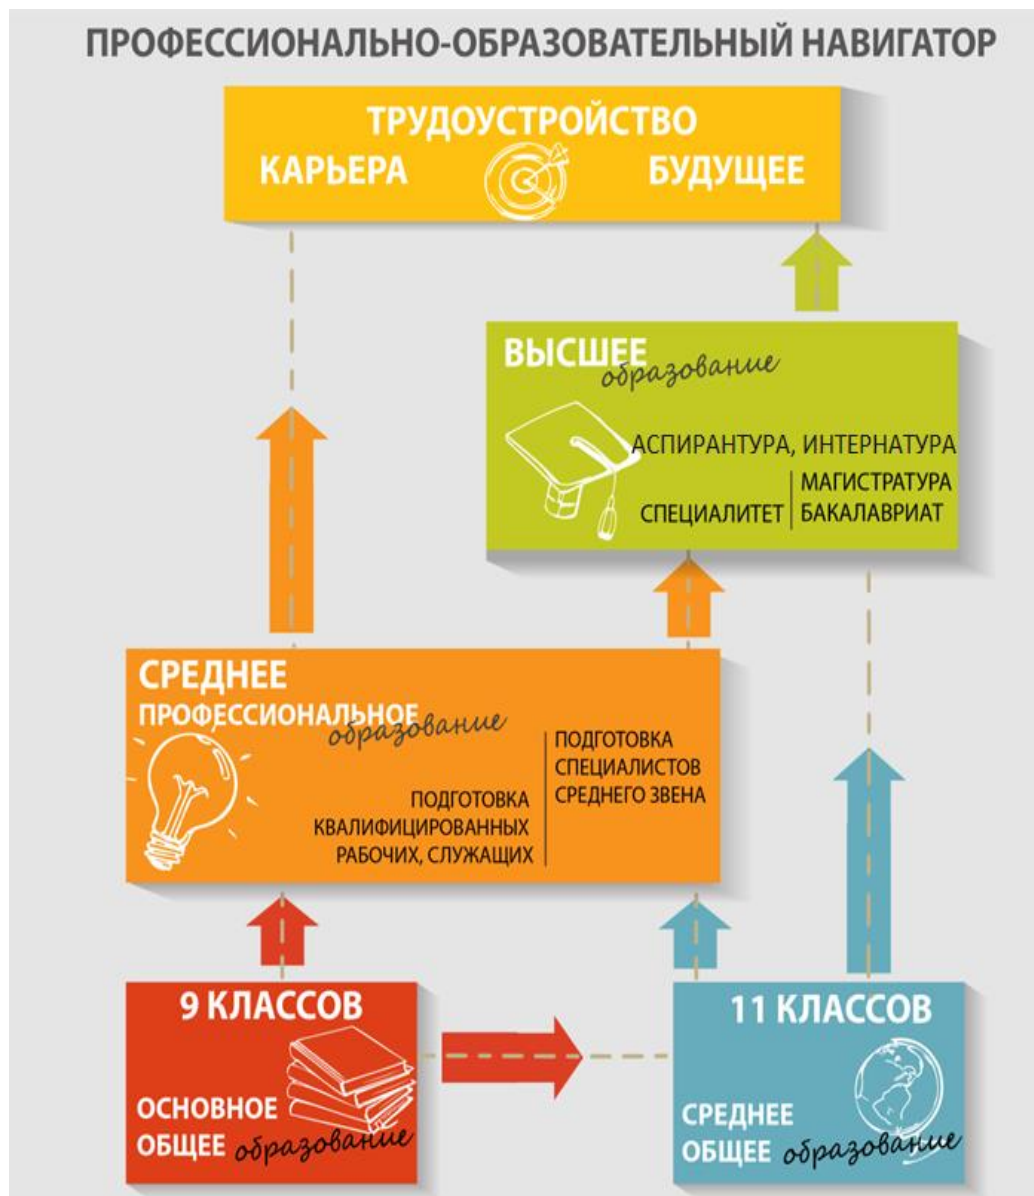 ПРОФЕССИОНАЛЬНО-ОБРАЗОВАТЕЛЬНЫЙ НАВИГАТОР
ТРУДОУСТРОЙСТВО
КАРЬЕРА
БУДУЩЕЕ
ВЫСШЕЕ
образование
АСПИРАНТУРА, ИНТЕРНАТУРА
СПЕЦИАЛИТЕТ
МАГИСТРАТУРА
БАКАЛАВРИАТ
СРЕДНЕЕ
ПРОФЕССИОНАЛЬНОЕ
образование
ПОДГОТОВКА
КВАЛИФИЦИРОВАННЫХ
РАБОЧИХ, СЛУЖАЩИХ
ПОДГОТОВКА
СПЕЦИАЛИСТОВ
СРЕДНЕГО ЗВЕНА
9 КЛАССОВ
ОСНОВНОЕ
ОБЩЕЕ образование
11 КЛАССОВ
СРЕДНЕЕ
ОБЩЕЕ образование